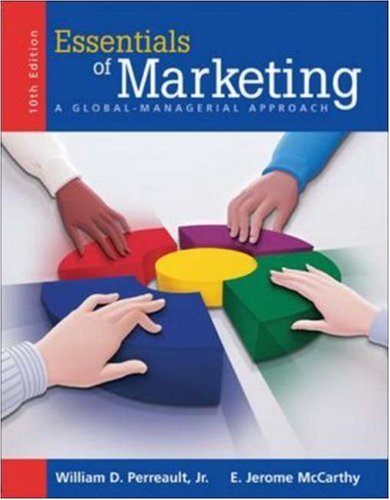 10th Edition
Essentials
of Marketing
A GLOBAL-MANAGERIAL APPROACH
William D. Perreault, Jr. E. Jerome McCarthy